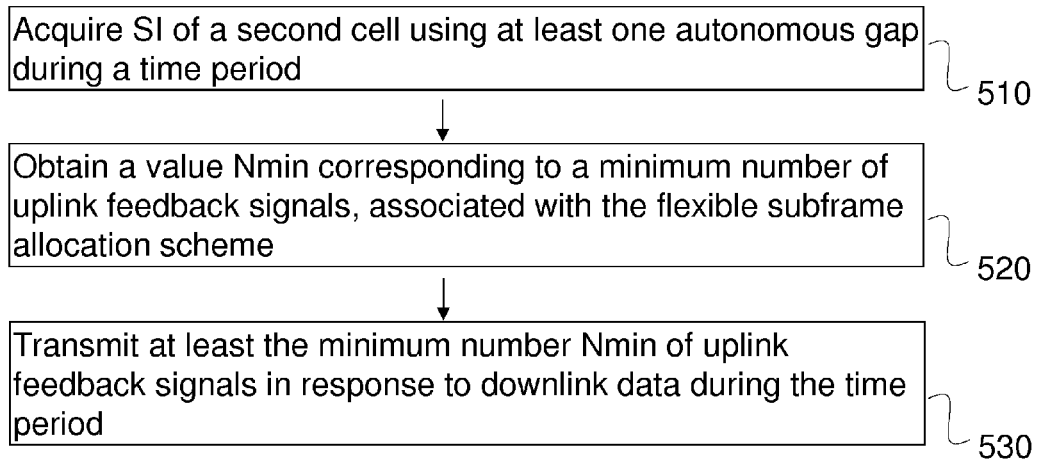 Acquire SI of a second cell using at least one autonomous gap
during a time period
510
Obtain a value Nmin corresponding to a minimum number of
uplink feedback signals, associated with the flexible subframe
allocation scheme
520
Transmit at least the minimum number Nmin of uplink
feedback signals in response to downlink data during the time
period
530